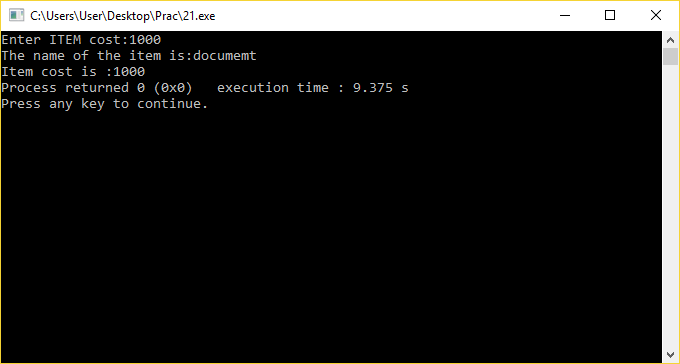 C:\Users\User\Desktop\Prac\21.exe
Enter ITEM cost:1000
The name of the item is:documemt
Item cost is :1000
Process returned 0 (0x0)   execution time : 9.375 s
Press any key to continue.